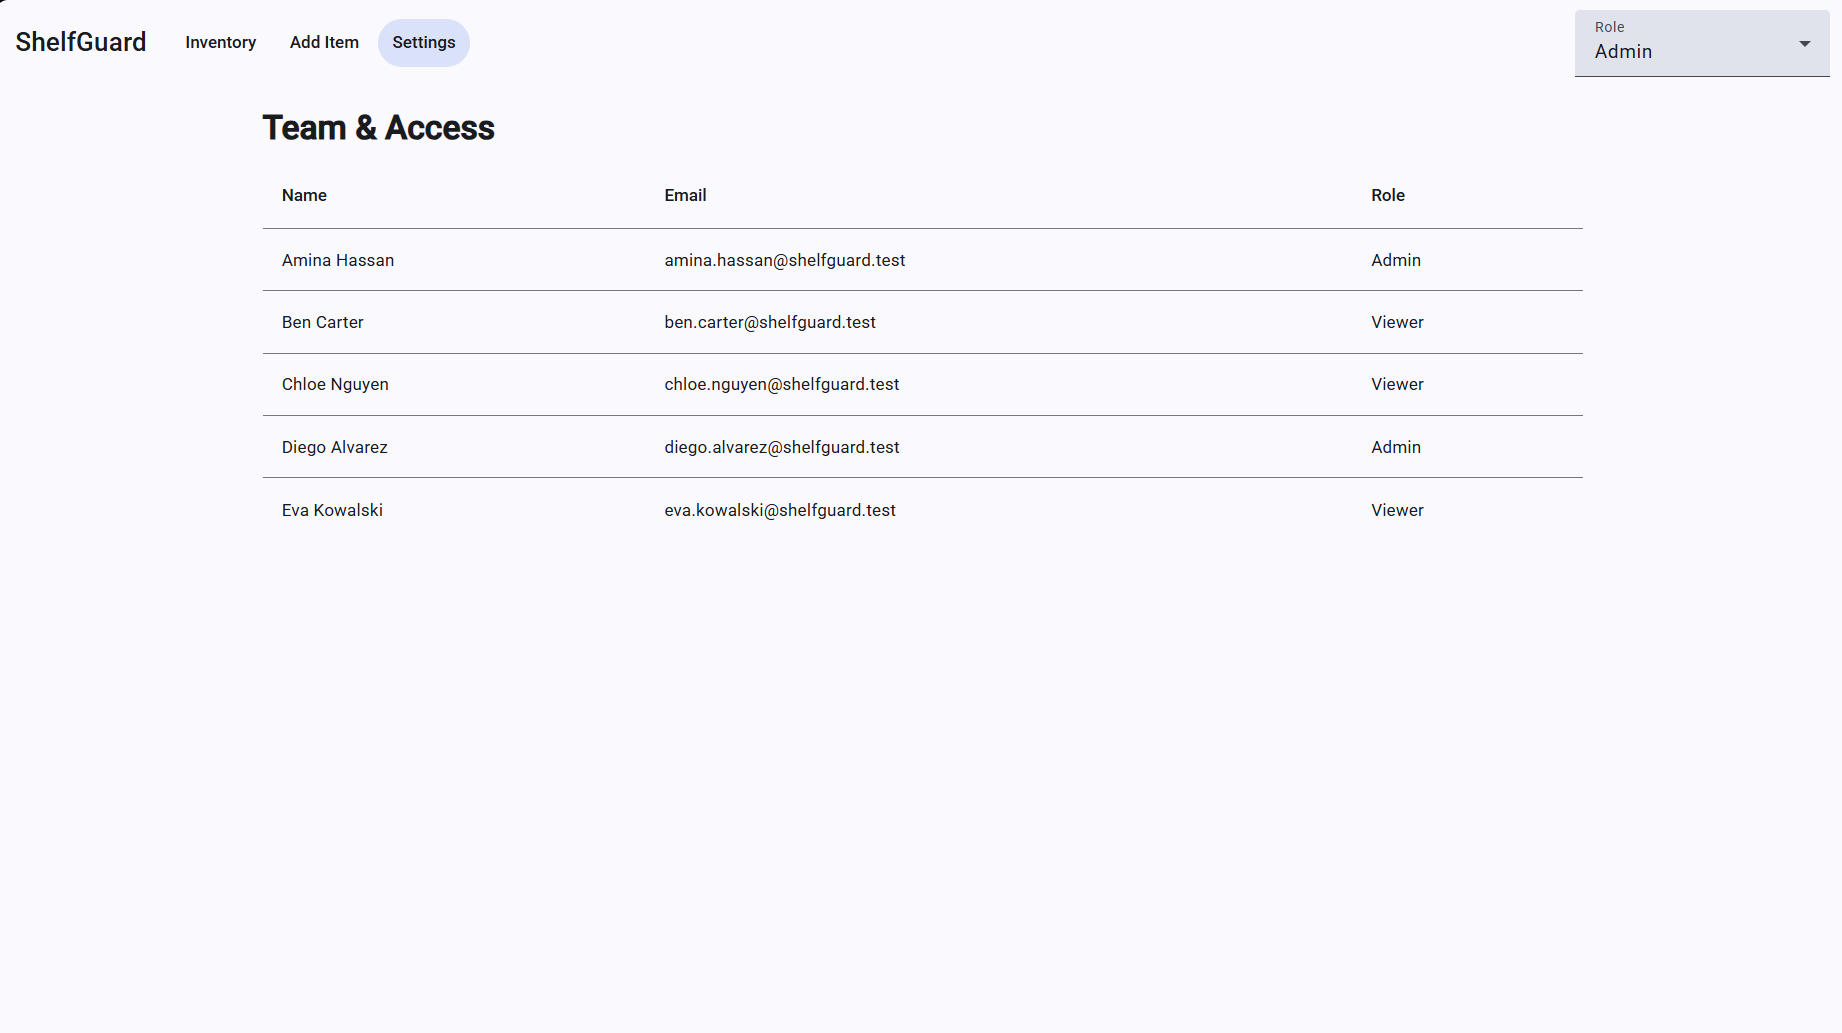 ShelfGuard Inventory Add Item Settings
Role
Admin
Team & Access
Name Email Role
Amina Hassan amina.hassan@shelfguard.test Admin
Ben Carter ben.carter@shelfguard.test Viewer
Chloe Nguyen chloe.nguyen@shelfguard.test Viewer
Diego Alvarez diego.alvarez@shelfguard.test Admin
Eva Kowalski eva.kowalski@shelfguard.test Viewer